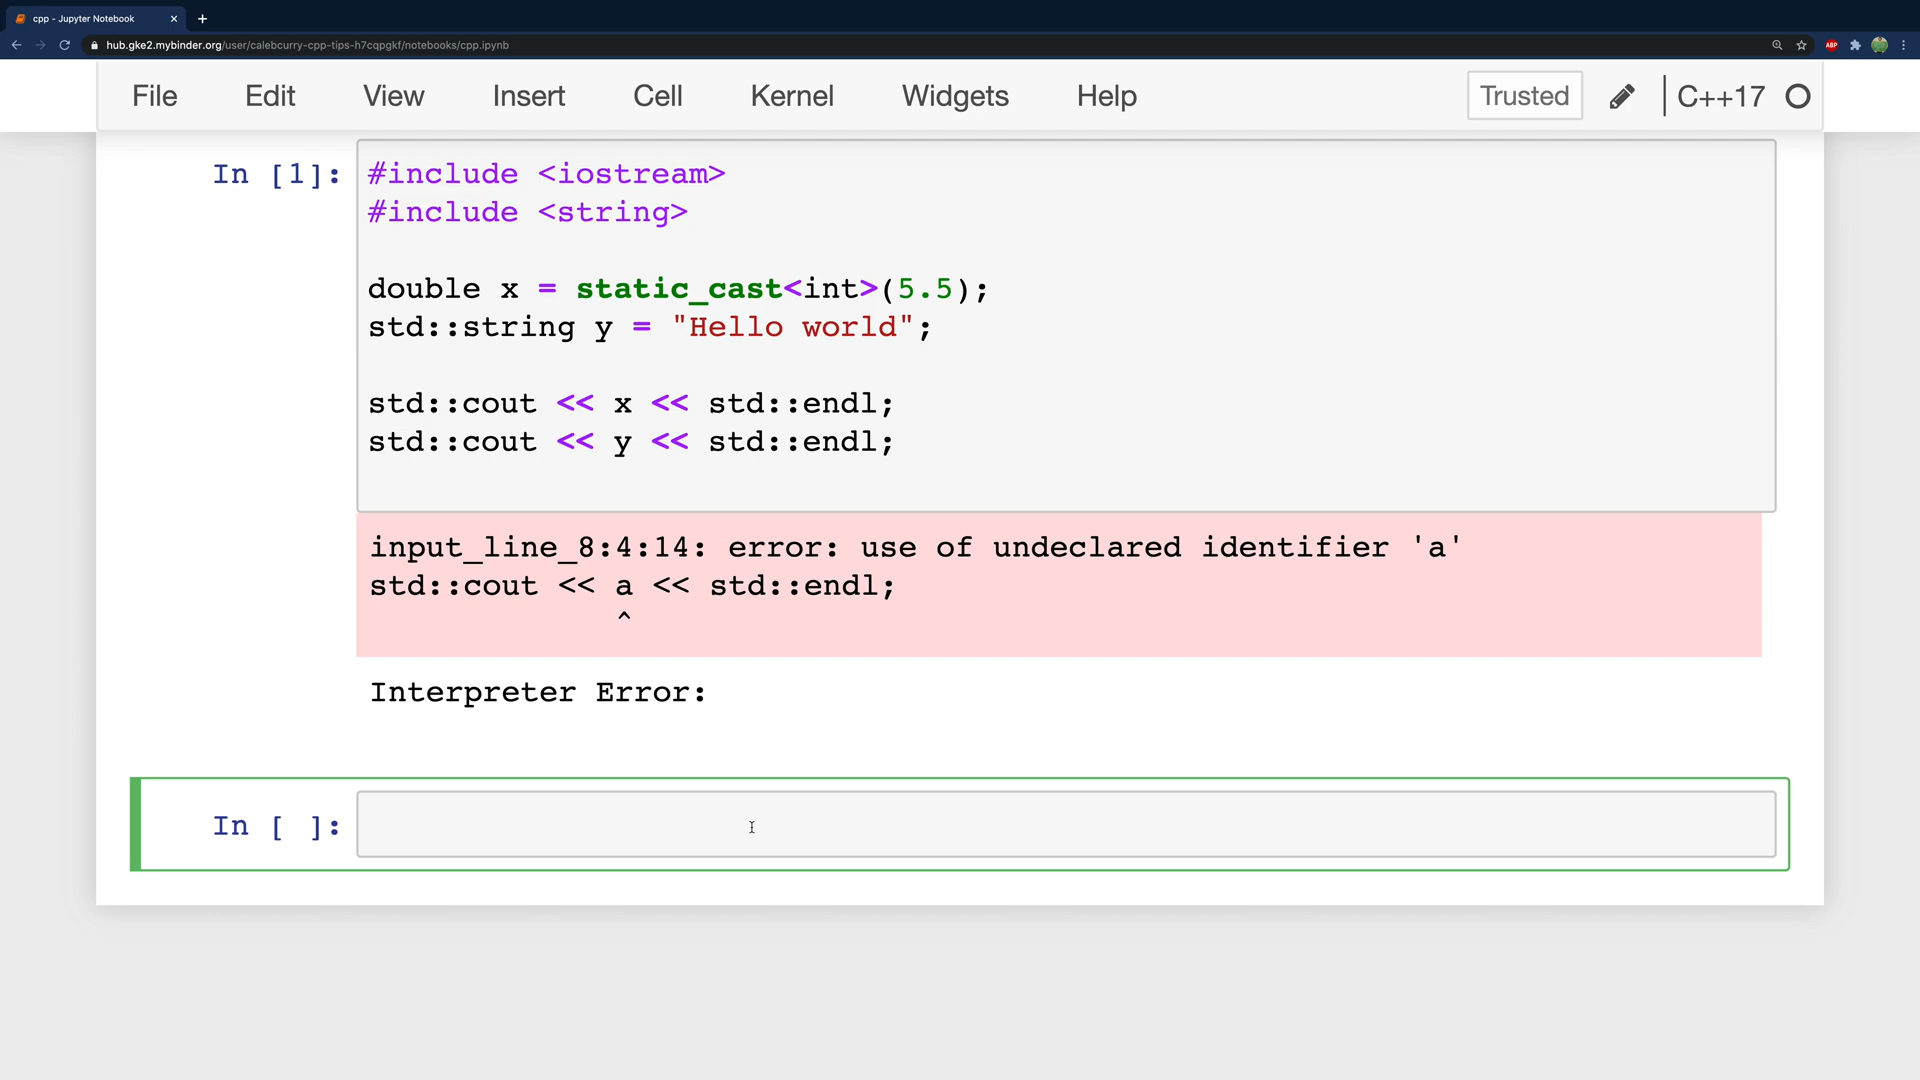 cpp - Jupyter Notebook
hub.gke2.mybinder.org/user/calebcurry-cpp-tips-h7cqpgkf/notebooks/cpp.ipynb
ABP
File Edit View Insert Cell Kernel Widgets Help Trusted C++17
In [1]:
#include <iostream>
#include <string>
double x = static_cast<int>(5.5);
std::string y = "Hello world";
std::cout << x << std::endl;
std::cout << y << std::endl;
input_line_8:4:14: error: use of undeclared identifier 'a'
std::cout << a << std::endl;
^
Interpreter Error:
In [ ]: